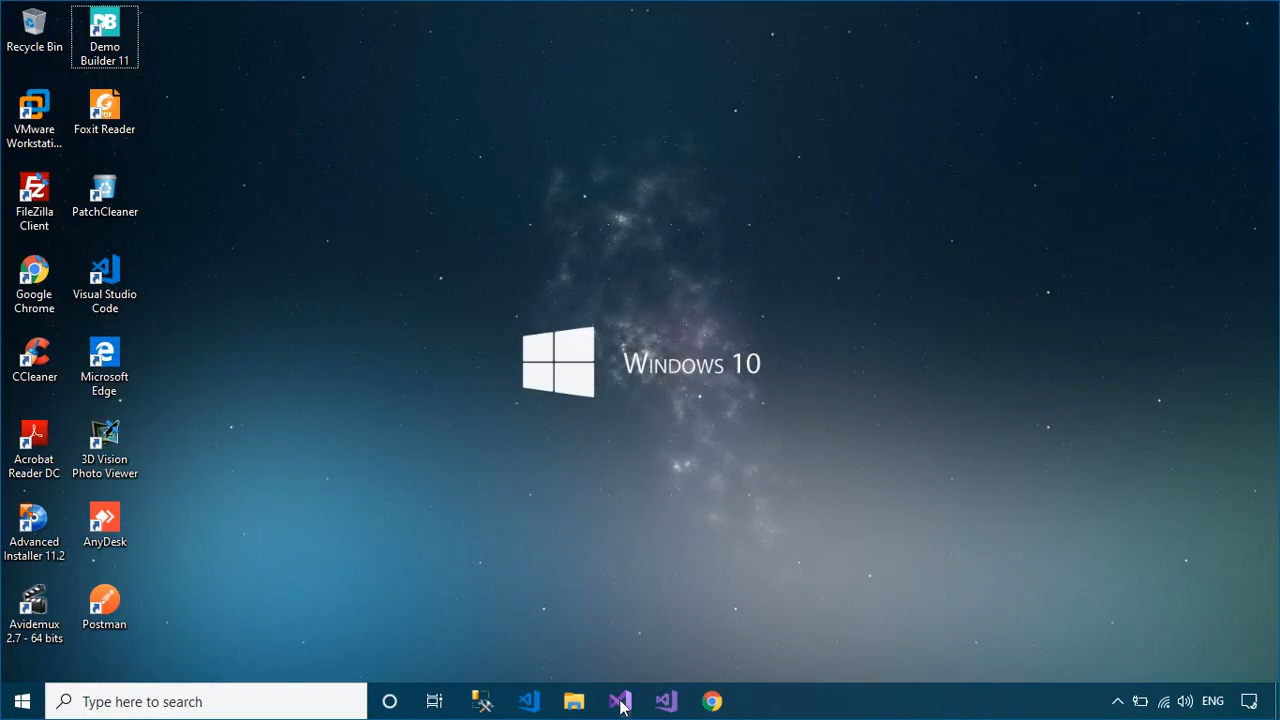 Recycle Bin
Demo
Builder 11
VMware
Workstati...
Foxit Reader
FileZilla
Client
PatchCleaner
Google
Chrome
Visual Studio
Code
CCleaner
Microsoft
Edge
Acrobat
Reader DC
3D Vision
Photo Viewer
Advanced
Installer 11.2
AnyDesk
Avidemux
2.7 - 64 bits
Postman
Windows 10
Type here to search
ENG